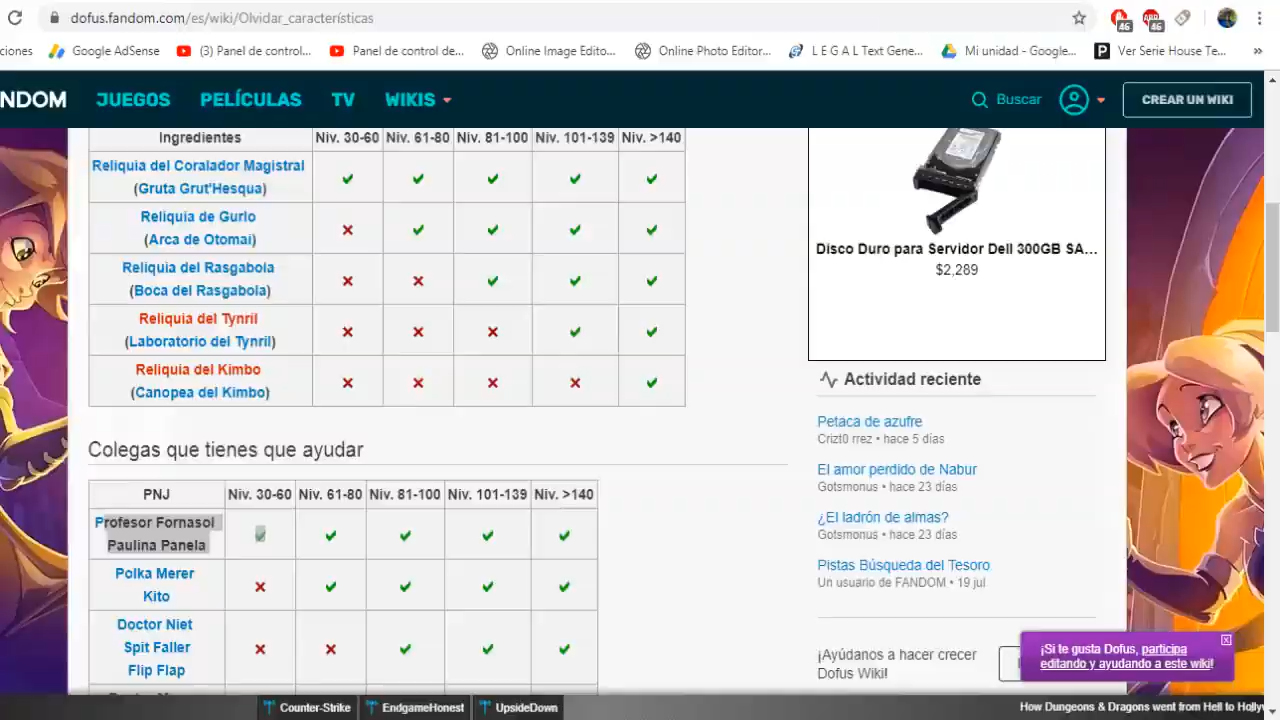 dofus.fandom.com/es/wiki/Olvidar_características
46
46
ciones
Google AdSense
(3) Panel de control...
Panel de control de...
Online Image Edito...
Online Photo Editor...
L E G A L Text Gene...
Mi unidad - Google...
Ver Serie House Te...
»
NDOM
JUEGOS
PELÍCULAS
TV
WIKIS
Buscar
CREAR UN WIKI
Ingredientes Niv. 30-60 Niv. 61-80 Niv. 81-100 Niv. 101-139 Niv. >140
Reliquia del Coralador Magistral
(Gruta Grut'Hesqua)
Reliquia de Gurlo
(Arca de Otomai)
Reliquia del Rasgabola
(Boca del Rasgabola)
Reliquia del Tynril
(Laboratorio del Tynril)
Reliquia del Kimbo
(Canopea del Kimbo)
Colegas que tienes que ayudar
PNJ Niv. 30-60 Niv. 61-80 Niv. 81-100 Niv. 101-139 Niv. >140
Profesor Fornasol
Paulina Panela
Polka Merer
Kito
Doctor Niet
Spit Faller
Flip Flap
Disco Duro para Servidor Dell 300GB SA...
$2,289
Actividad reciente
Petaca de azufre
Crizt0 rrez • hace 5 días
El amor perdido de Nabur
Gotsmonus • hace 23 días
¿El ladrón de almas?
Gotsmonus • hace 23 días
Pistas Búsqueda del Tesoro
Un usuario de FANDOM • 19 jul
¡Ayúdanos a hacer crecer
Dofus Wiki!
¡Si te gusta Dofus, participa
editando y ayudando a este wiki!
Counter-Strike
EndgameHonest
UpsideDown
How Dungeons & Dragons went from Hell to Hollyw